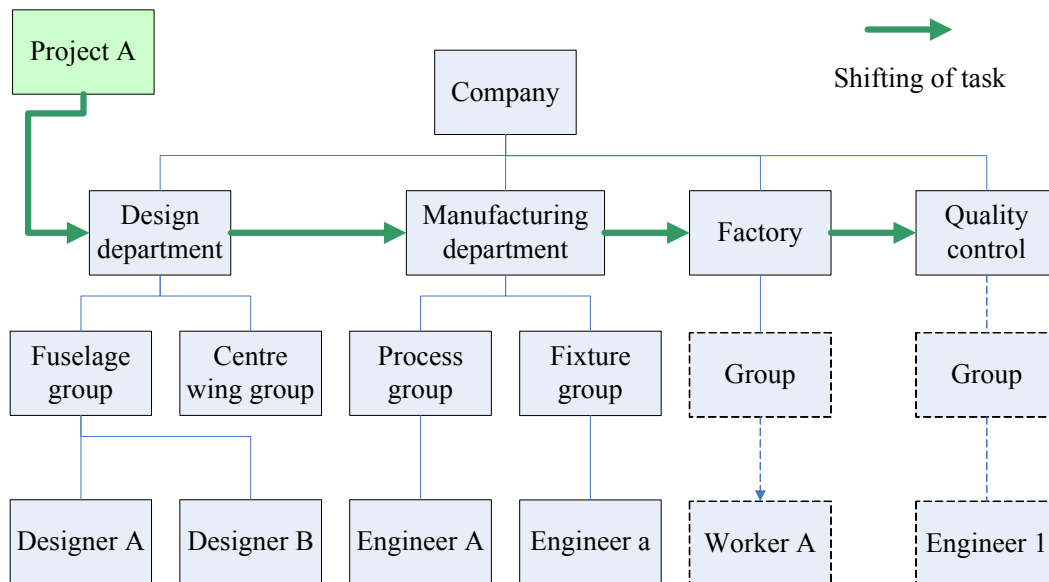 Project A
Shifting of task
Company
Design
department
Manufacturing
department
Factory
Quality
control
Fuselage
group
Centre
wing group
Process
group
Fixture
group
Group
Group
Designer A
Designer B
Engineer A
Engineer a
Worker A
Engineer 1